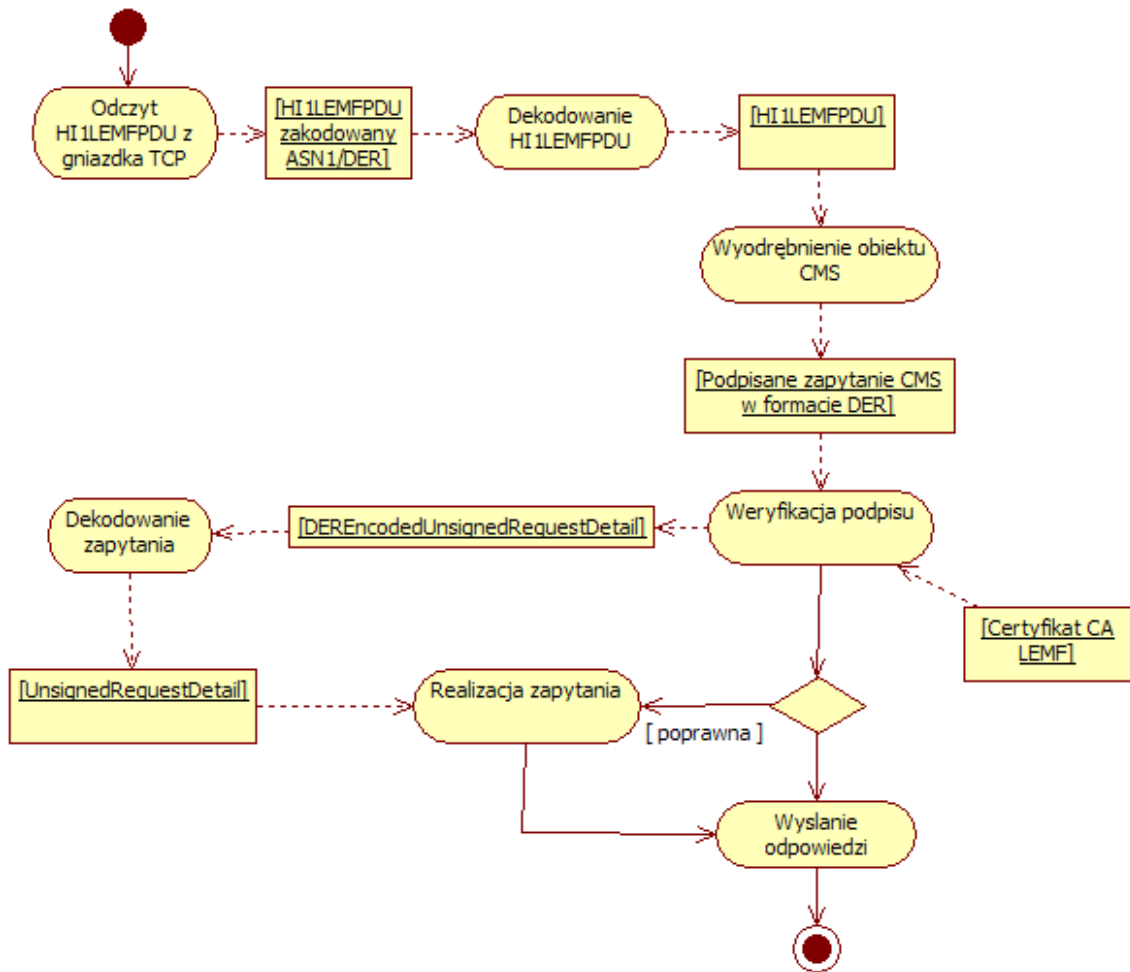 Odczyt
HI1LEMFPDU z
gniazdka TCP
[HI1LEMFPDU
zakodowany
ASN1/DER]
Dekodowanie
HI1LEMFPDU
[HI1LEMFPDU]
Wyodrębnienie obiektu
CMS
[Podpisane zapytanie CMS
w formacie DER]
Weryfikacja podpisu
[DEREncodedUnsignedRequestDetail]
Dekodowanie
zapytania
[Certyfikat CA
LEMF]
[UnsignedRequestDetail]
Realizacja zapytania
[ poprawna ]
Wyslanie
odpowiedzi